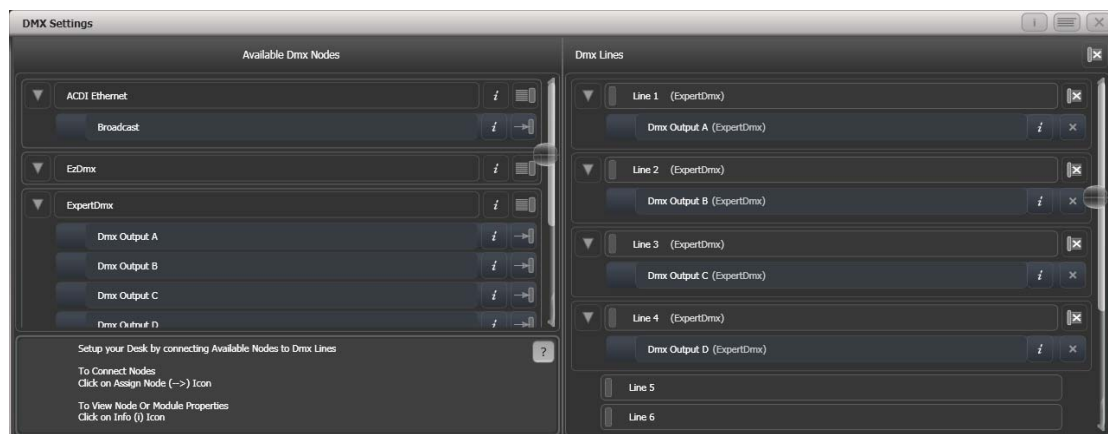 DMX Settings
Available Dmx Nodes
ACDI Ethernet
i
Broadcast
i
EzDmx
i
ExpertDmx
i
Dmx Output A
i
Dmx Output B
i
Dmx Output C
i
Dmx Output D
i
Setup your Desk by connecting Available Nodes to Dmx Lines
?
To Connect Nodes
Click on Assign Node (-->) Icon
To View Node Or Module Properties
Click on Info (i) Icon
Dmx Lines
Line 1 (ExpertDmx)
Dmx Output A (ExpertDmx)
i
Line 2 (ExpertDmx)
Dmx Output B (ExpertDmx)
i
Line 3 (ExpertDmx)
Dmx Output C (ExpertDmx)
i
Line 4 (ExpertDmx)
Dmx Output D (ExpertDmx)
i
Line 5
Line 6